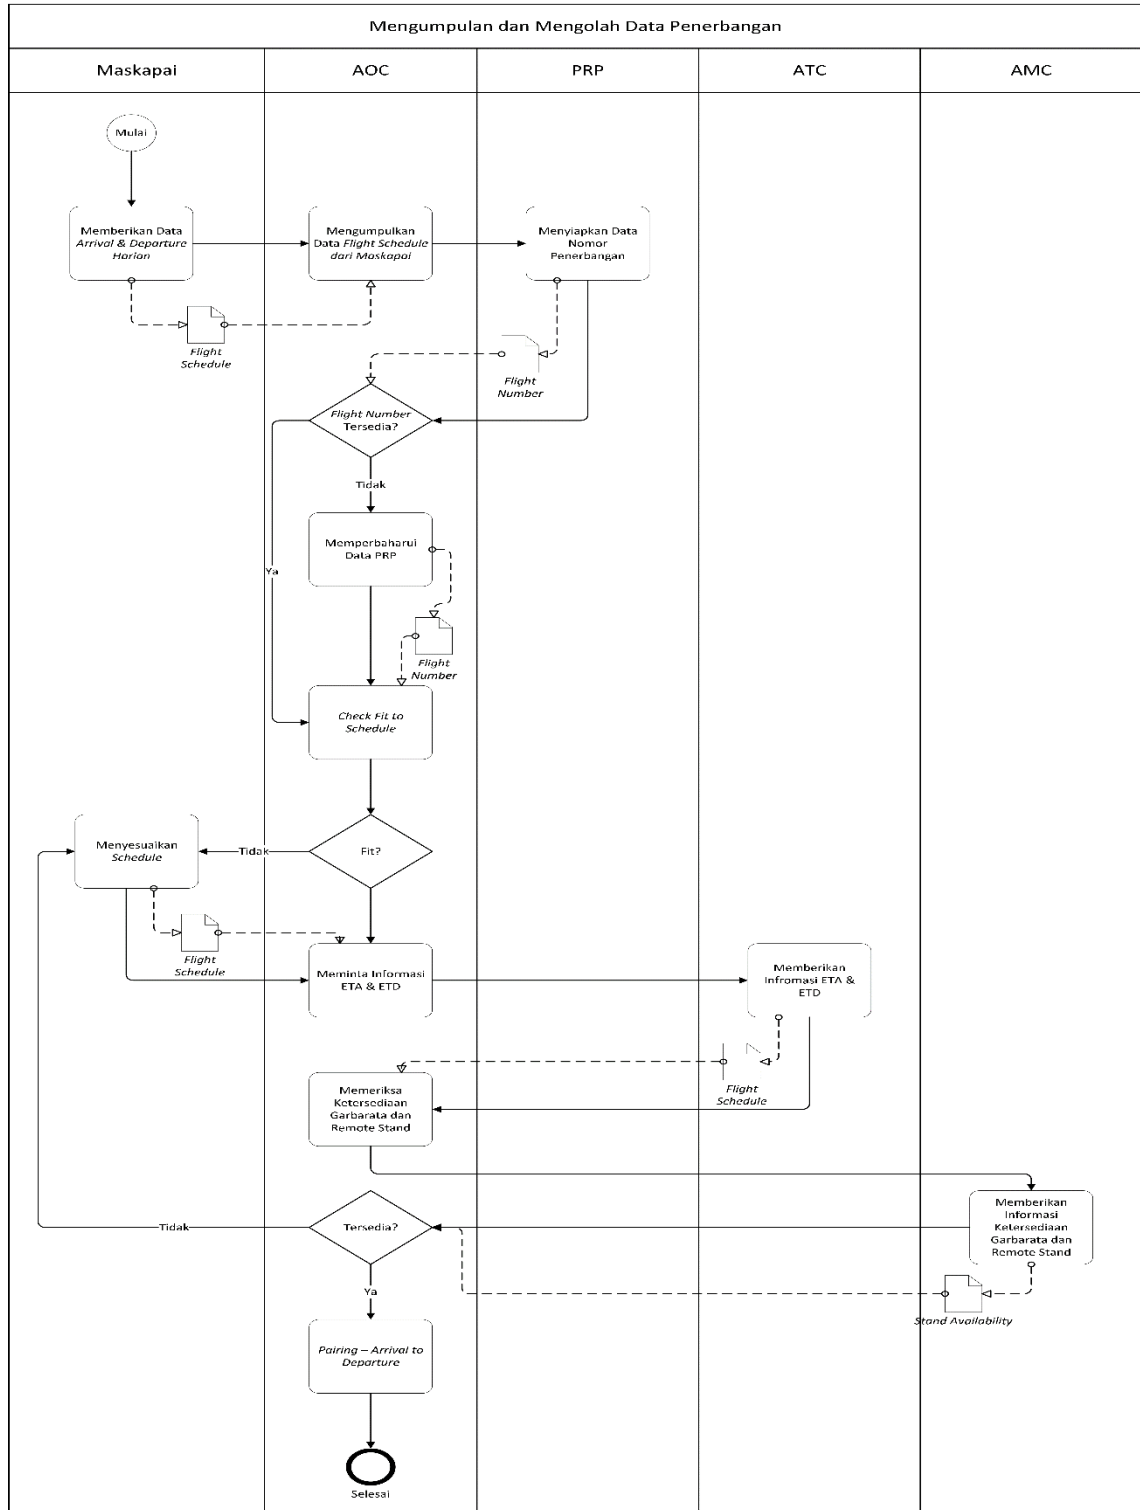 Mengumpulan dan Mengolah Data Penerbangan
Maskapai
AOC
PRP
ATC
AMC
Mulai
Memberikan Data
Arrival & Departure
Harian
Mengumpulkan
Data Flight Schedule
dari Maskapai
Menyiapkan Data
Nomor
Penerbangan
Flight
Schedule
Flight
Number
Flight Number
Tersedia?
Tidak
Memperbaharui
Data PRP
Ya
Flight
Number
Check Fit to
Schedule
Menyesuaikan
Schedule
Tidak
Fit?
Flight
Schedule
Meminta Informasi
ETA & ETD
Memberikan
Infromasi ETA &
ETD
Flight
Schedule
Memeriksa
Ketersediaan
Garbarata dan
Remote Stand
Memberikan
Informasi
Ketersediaan
Garbarata dan
Remote Stand
Tidak
Tersedia?
Ya
Stand Availability
Pairing – Arrival to
Departure
Selesai